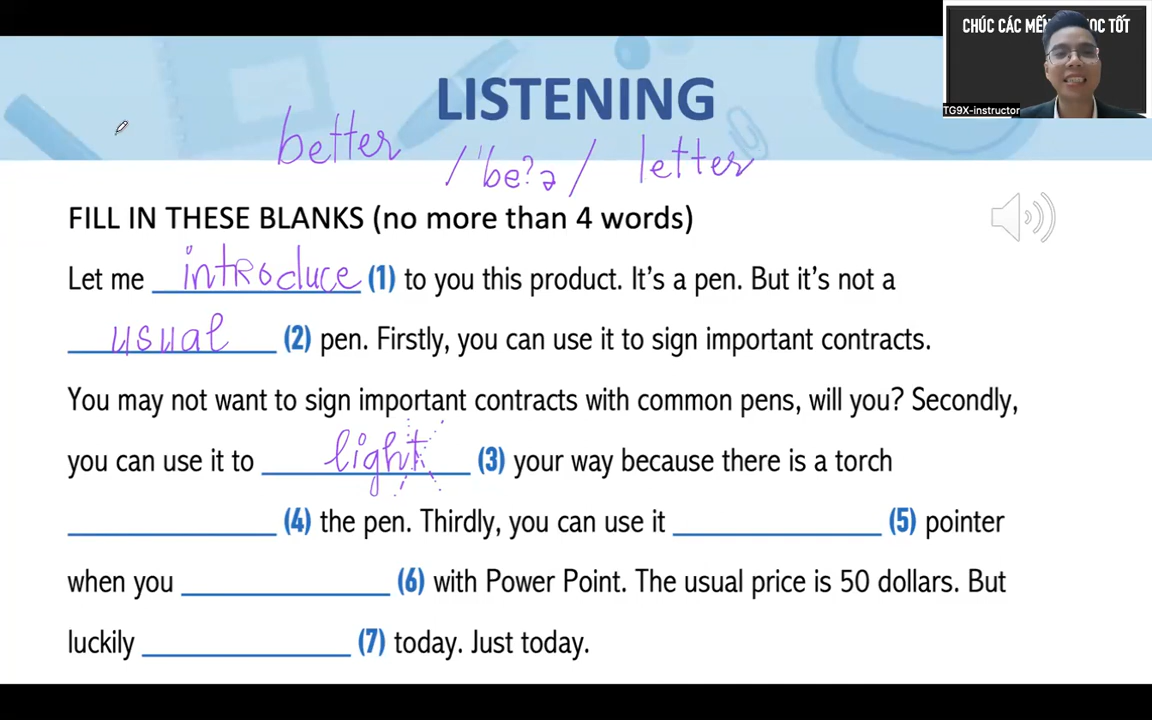 CHÚC CÁC MẾN HỌC TỐT
TG9X-instructor
LISTENING
better /'be?ə/ letter
FILL IN THESE BLANKS (no more than 4 words)
Let me introduce (1) to you this product. It's a pen. But it's not a
usual (2) pen. Firstly, you can use it to sign important contracts.
You may not want to sign important contracts with common pens, will you? Secondly,
you can use it to light (3) your way because there is a torch
(4) the pen. Thirdly, you can use it (5) pointer
when you (6) with Power Point. The usual price is 50 dollars. But
luckily (7) today. Just today.